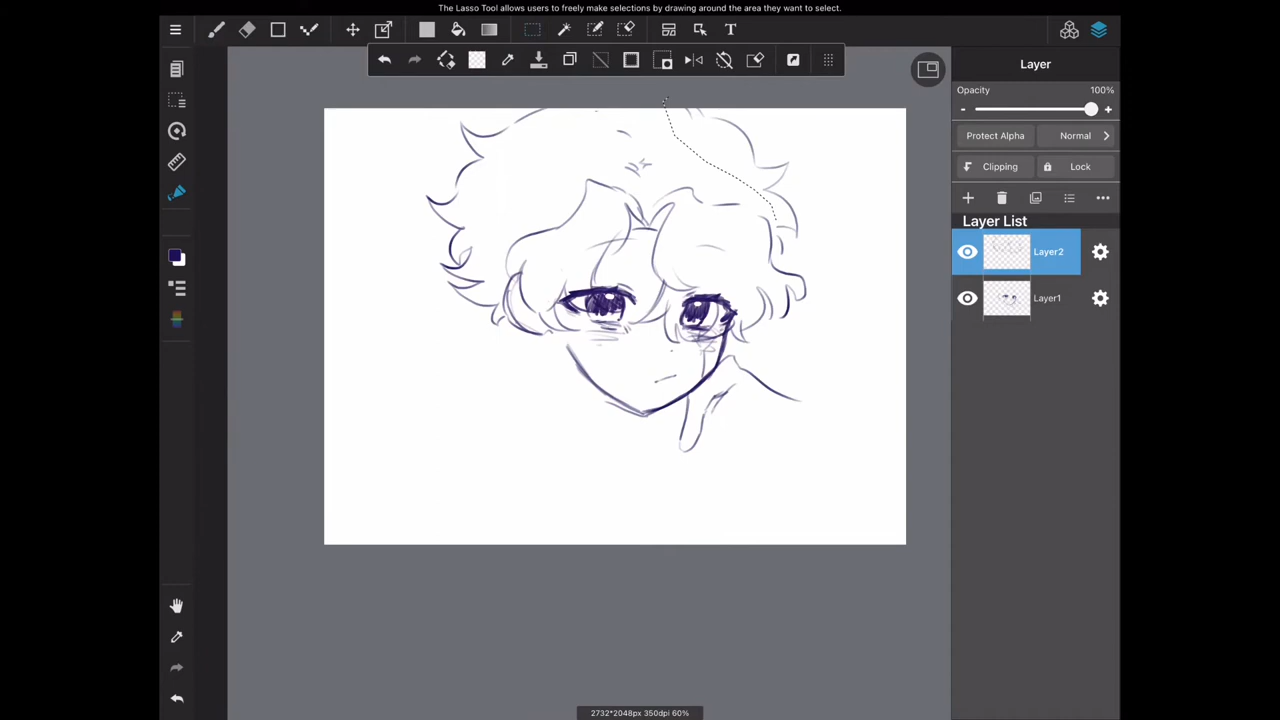 The Lasso Tool allows users to freely make selections by drawing around the area they want to select.
T
Layer
Opacity 100%
- +
Protect Alpha Normal
Clipping Lock
Layer List
Layer2
Layer1
2732*2048px 350dpi 60%